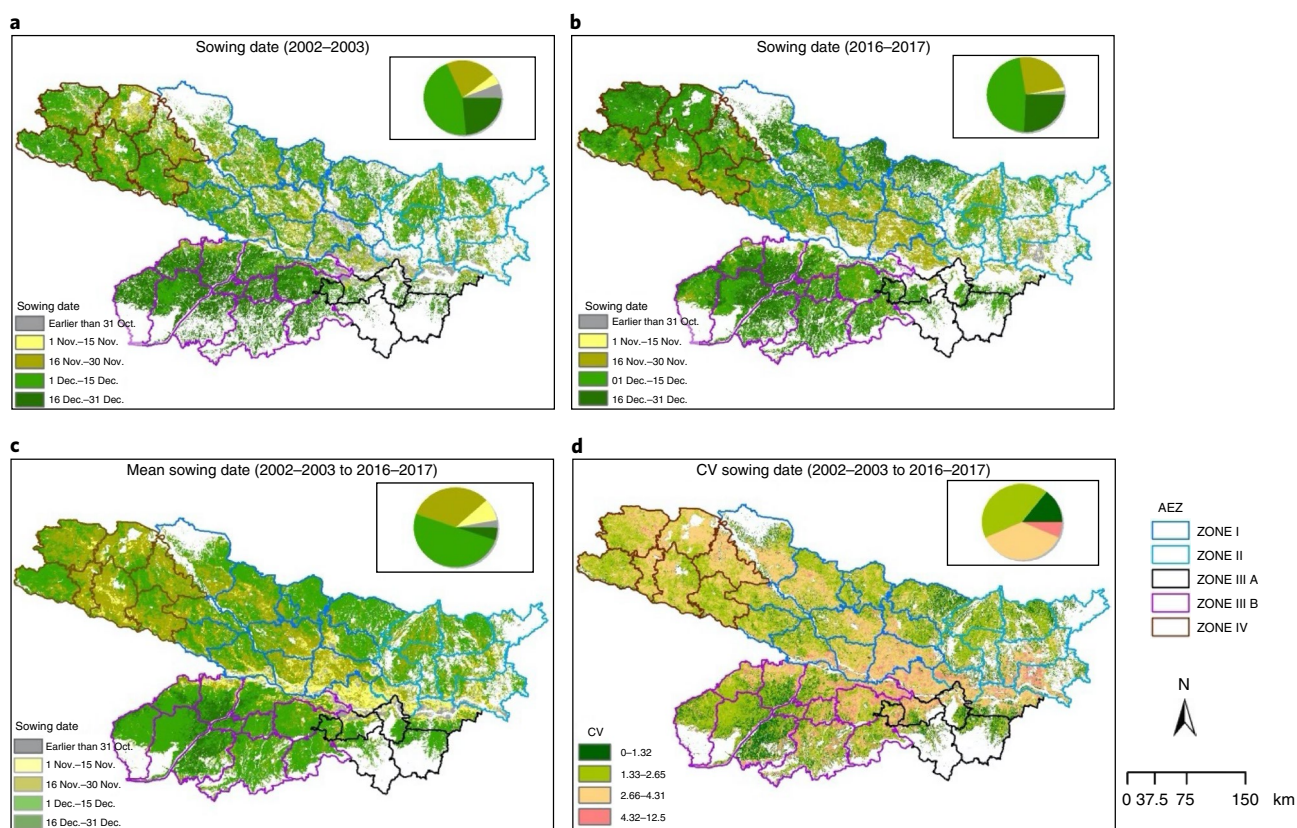 a
Sowing date (2002–2003)
Sowing date
Earlier than 31 Oct.
1 Nov.–15 Nov.
16 Nov.–30 Nov.
1 Dec.–15 Dec.
16 Dec.–31 Dec.
b
Sowing date (2016–2017)
Sowing date
Earlier than 31 Oct.
1 Nov.–15 Nov.
16 Nov.–30 Nov.
01 Dec.–15 Dec.
16 Dec.–31 Dec.
c
Mean sowing date (2002–2003 to 2016–2017)
Sowing date
Earlier than 31 Oct.
1 Nov.–15 Nov.
16 Nov.–30 Nov.
1 Dec.–15 Dec.
16 Dec.–31 Dec.
d
CV sowing date (2002–2003 to 2016–2017)
CV
0–1.32
1.33–2.65
2.66–4.31
4.32–12.5
AEZ
ZONE I
ZONE II
ZONE III A
ZONE III B
ZONE IV
N
0 37.5 75 150 km